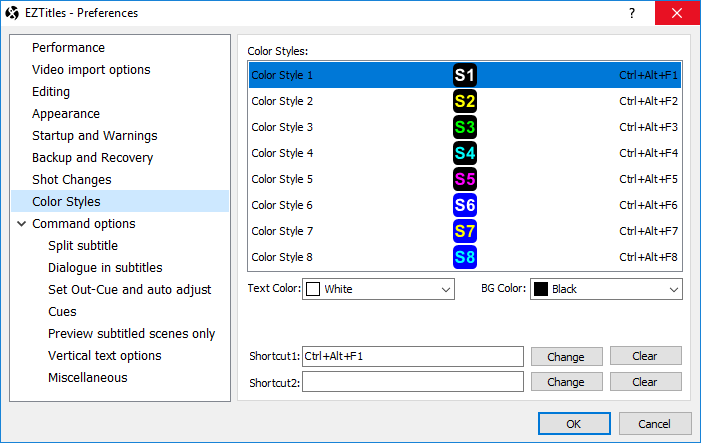 EZTitles - Preferences
?
Performance
Video import options
Editing
Appearance
Startup and Warnings
Backup and Recovery
Shot Changes
Color Styles
Command options
Split subtitle
Dialogue in subtitles
Set Out-Cue and auto adjust
Cues
Preview subtitled scenes only
Vertical text options
Miscellaneous
Color Styles:
Color Style 1 S1 Ctrl+Alt+F1
Color Style 2 S2 Ctrl+Alt+F2
Color Style 3 S3 Ctrl+Alt+F3
Color Style 4 S4 Ctrl+Alt+F4
Color Style 5 S5 Ctrl+Alt+F5
Color Style 6 S6 Ctrl+Alt+F6
Color Style 7 S7 Ctrl+Alt+F7
Color Style 8 S8 Ctrl+Alt+F8
Text Color: White BG Color: Black
Shortcut1: Ctrl+Alt+F1 Change Clear
Shortcut2: Change Clear
OK Cancel